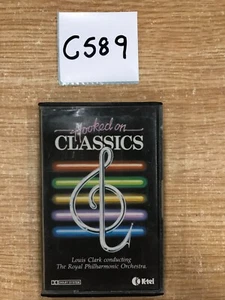 C589
Hooked on
CLASSICS
Louis Clark conducting
The Royal Philharmonic Orchestra
K-tel